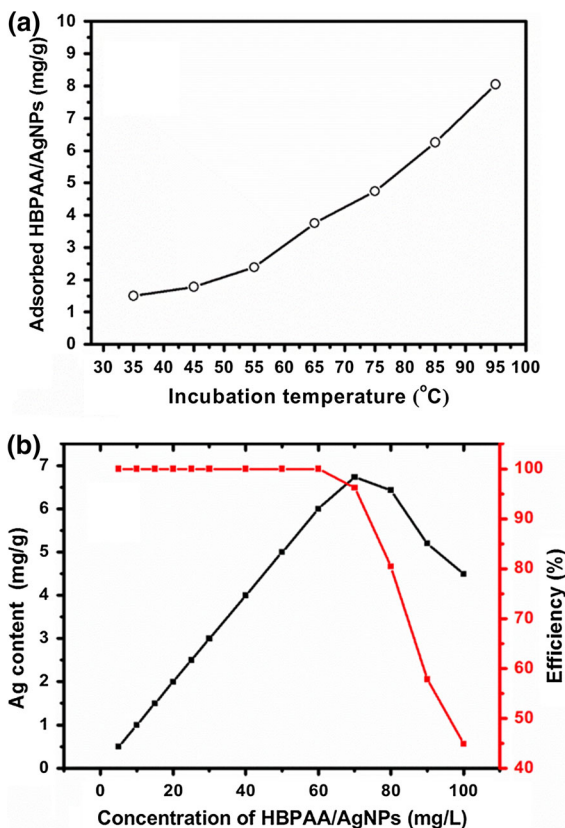 (a)
10
9
8
7
6
5
4
3
2
1
0
Adsorbed HBPAA/AgNPs (mg/g)
30 35 40 45 50 55 60 65 70 75 80 85 90 95 100
Incubation temperature (°C)
(b)
7
6
5
4
3
2
1
0
Ag content (mg/g)
100
90
80
70
60
45
40
Efficiency (%)
0 20 40 60 80 100
Concentration of HBPAA/AgNPs (mg/L)